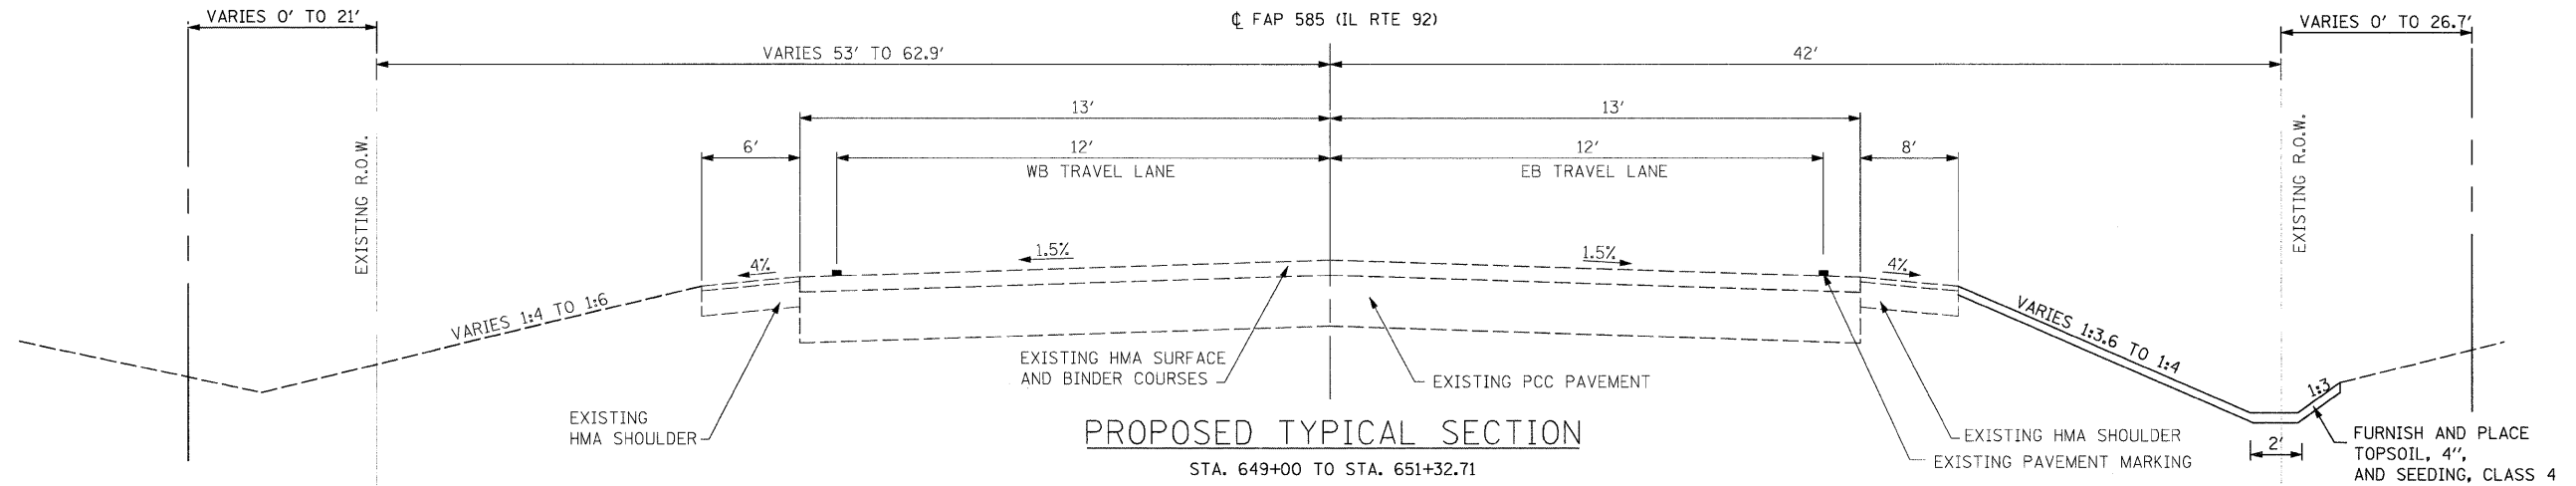 VARIES 0' TO 21'
℄ FAP 585 (IL RTE 92)
VARIES 0' TO 26.7'
VARIES 53' TO 62.9'
42'
13'
13'
6'
12'
12'
8'
WB TRAVEL LANE
EB TRAVEL LANE
EXISTING R.O.W.
EXISTING R.O.W.
4%
1.5%
1.5%
4%
VARIES 1:4 TO 1:6
VARIES 1:3.6 TO 1:4
1:3
EXISTING HMA SURFACE
AND BINDER COURSES
EXISTING PCC PAVEMENT
EXISTING
HMA SHOULDER
EXISTING HMA SHOULDER
EXISTING PAVEMENT MARKING
2'
FURNISH AND PLACE
TOPSOIL, 4",
AND SEEDING, CLASS 4
PROPOSED TYPICAL SECTION
STA. 649+00 TO STA. 651+32.71